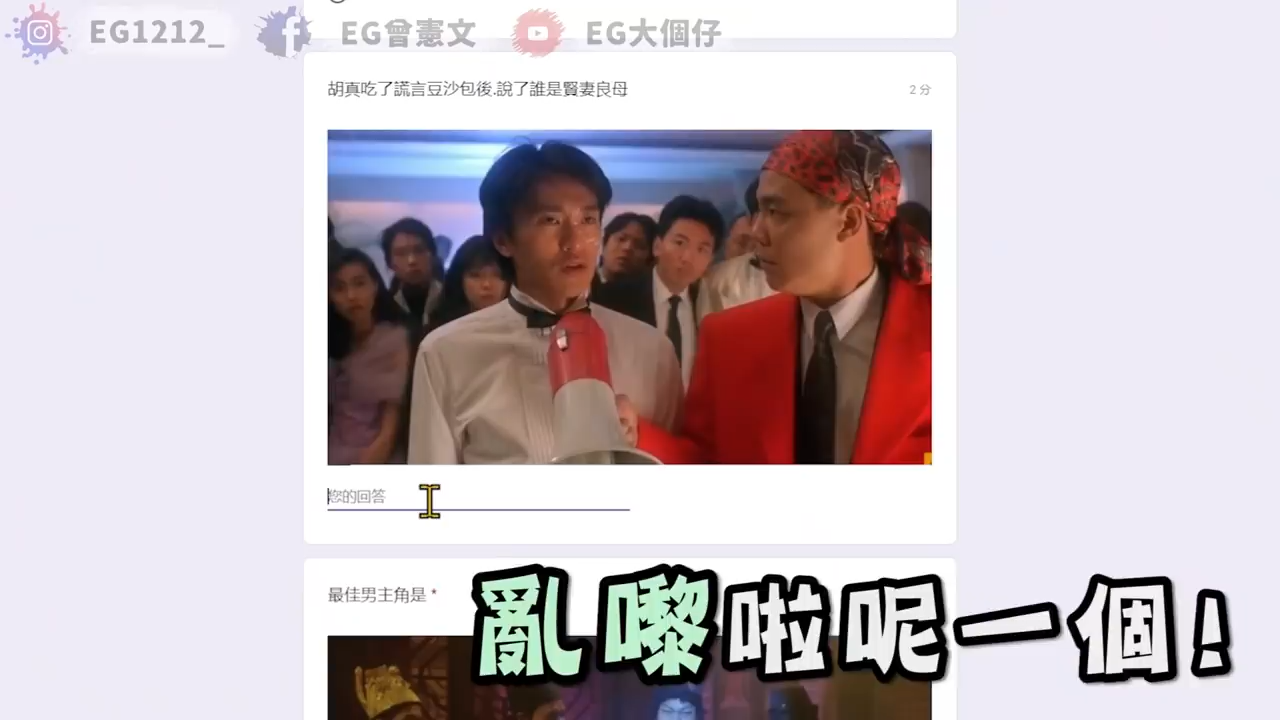 EG1212_
EG曾憲文
EG大個仔
胡真吃了謊言豆沙包後.說了誰是賢妻良母
2 分
您的回答
最佳男主角是 *
亂嚟啦呢一個！